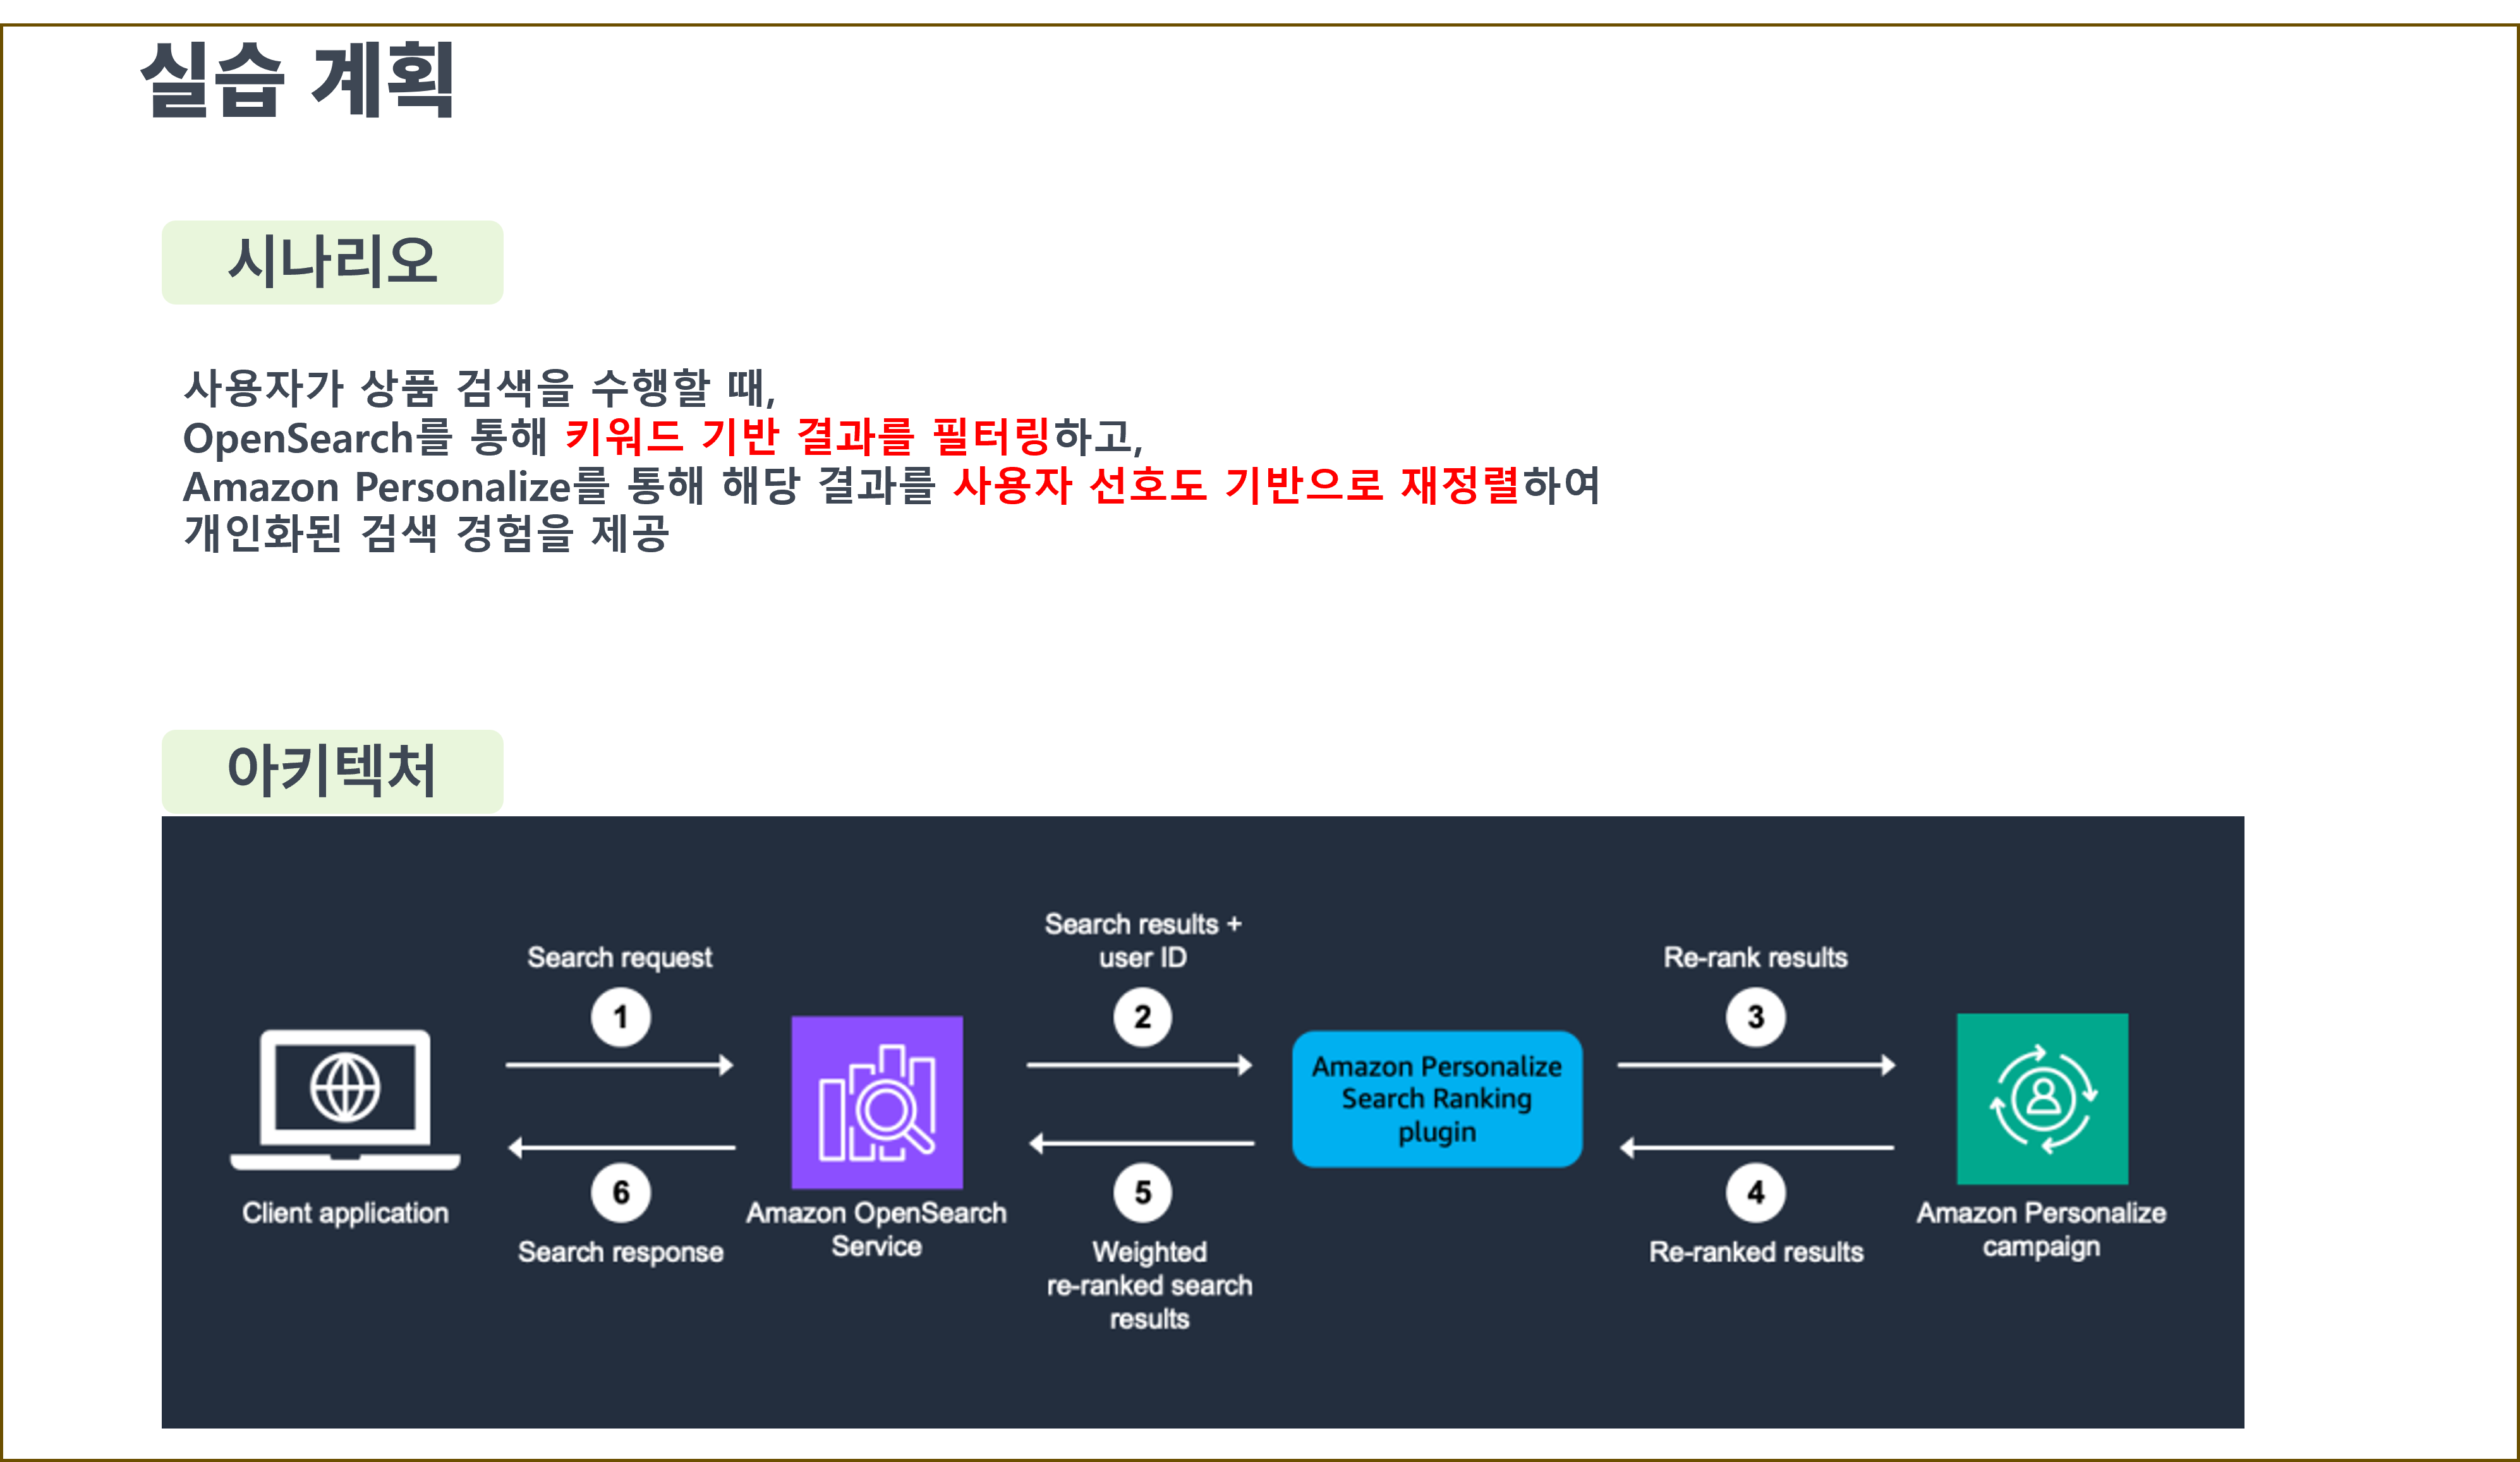 실습 계획
시나리오
사용자가 상품 검색을 수행할 때,
OpenSearch를 통해 키워드 기반 결과를 필터링하고,
Amazon Personalize를 통해 해당 결과를 사용자 선호도 기반으로 재정렬하여
개인화된 검색 경험을 제공
아키텍처
Search request
1
Search results +
user ID
2
Re-rank results
3
Client application
Amazon OpenSearch
Service
Amazon Personalize
Search Ranking
plugin
Amazon Personalize
campaign
4
Re-ranked results
5
Weighted
re-ranked search
results
6
Search response